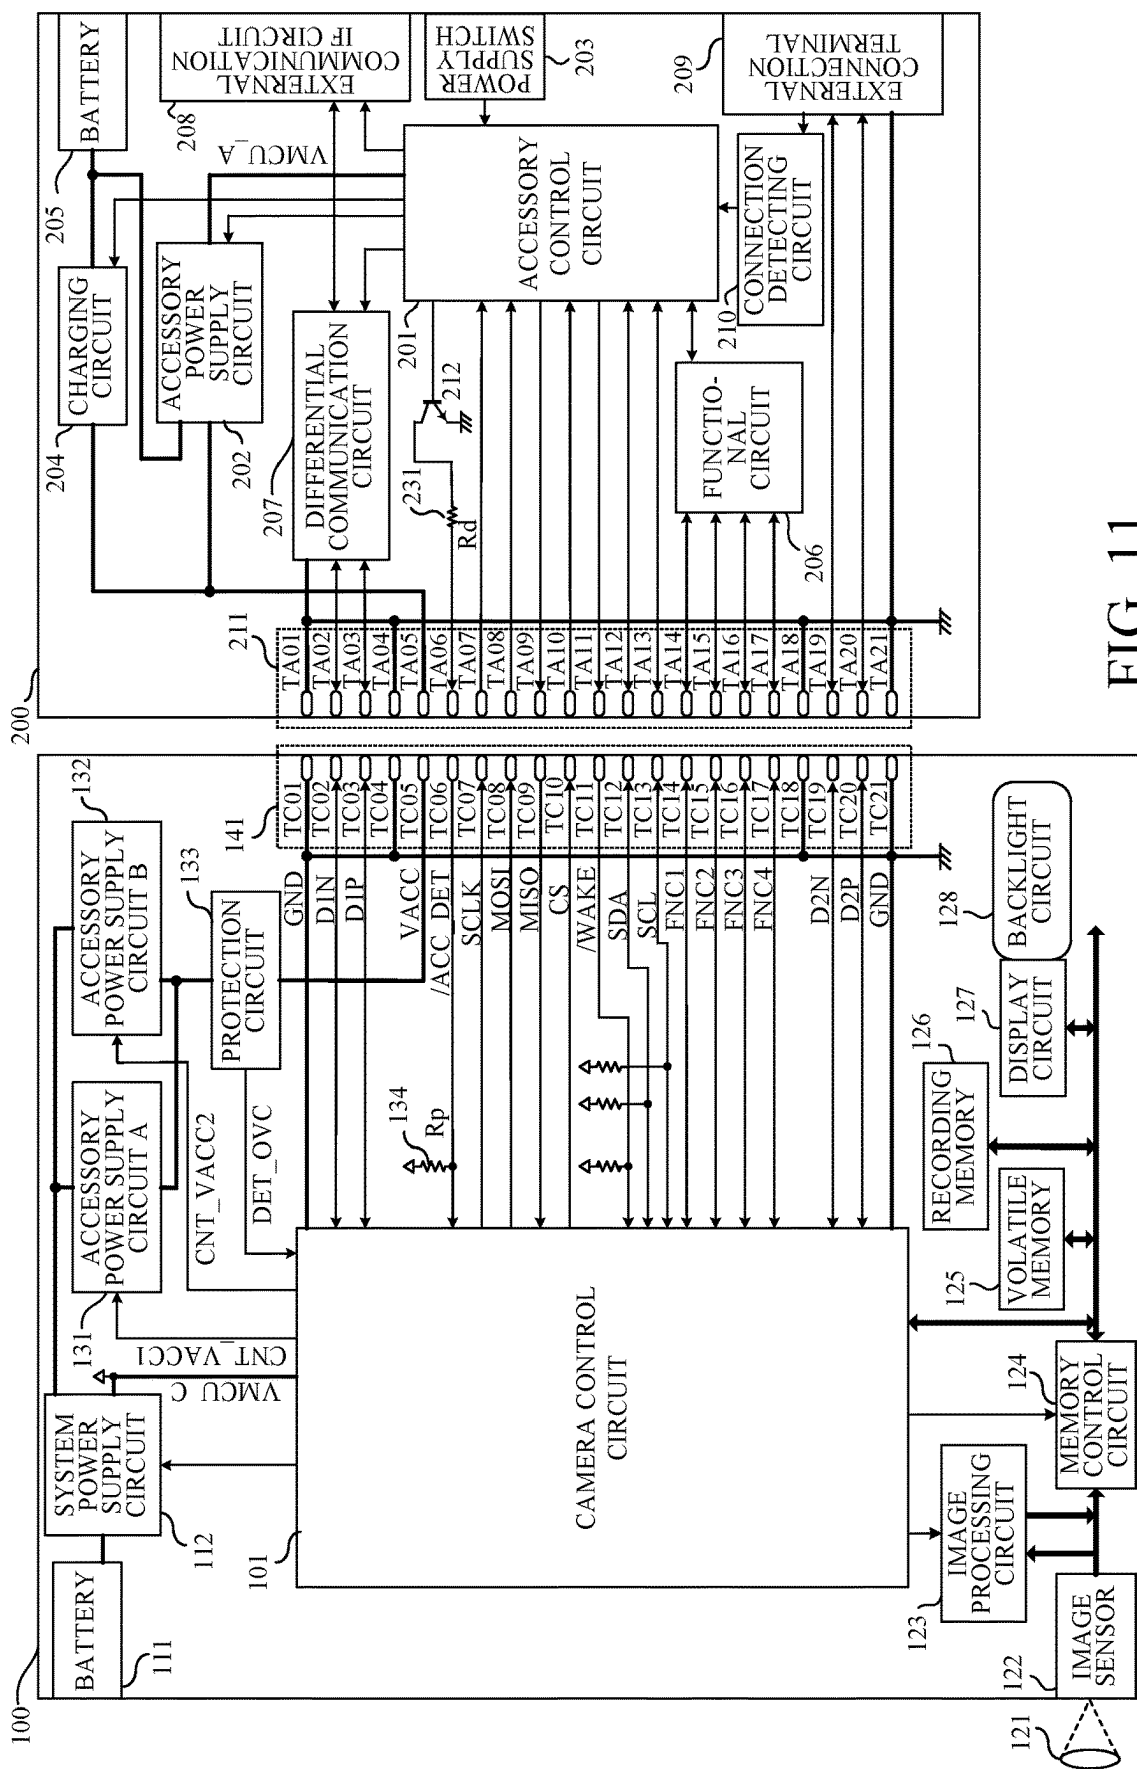 100
BATTERY
111
SYSTEM
POWER
SUPPLY
CIRCUIT
112
ACCESSORY
POWER SUPPLY
CIRCUIT A
131
ACCESSORY
POWER SUPPLY
CIRCUIT B
132
PROTECTION
CIRCUIT
133
VMCU_C
CNT_VACC1
CNT_VACC2
DET_OVC
134
Rp
101
CAMERA CONTROL
CIRCUIT
GND
D1N
D1P
VACC
/ACC_DET
SCLK
MOSI
MISO
CS
/WAKE
SDA
SCL
FNC1
FNC2
FNC3
FNC4
D2N
D2P
GND
141
TC01
TC02
TC03
TC04
TC05
TC06
TC07
TC08
TC09
TC10
TC11
TC12
TC13
TC14
TC15
TC16
TC17
TC18
TC19
TC20
TC21
121
122
IMAGE
SENSOR
123
IMAGE
PROCESSING
CIRCUIT
124
MEMORY
CONTROL
CIRCUIT
125
VOLATILE
MEMORY
126
RECORDING
MEMORY
127
DISPLAY
CIRCUIT
128
BACKLIGHT
CIRCUIT
200
211
TA01
TA02
TA03
TA04
TA05
TA06
TA07
TA08
TA09
TA10
TA11
TA12
TA13
TA14
TA15
TA16
TA17
TA18
TA19
TA20
TA21
204
CHARGING
CIRCUIT
205
BATTERY
202
ACCESSORY
POWER
SUPPLY
CIRCUIT
VMCU_A
207
DIFFERENTIAL
COMMUNICATION
CIRCUIT
208
EXTERNAL
COMMUNICATION
IF CIRCUIT
231
Rd
212
201
ACCESSORY
CONTROL
CIRCUIT
203
POWER
SUPPLY
SWITCH
206
FUNCTIO-
NAL
CIRCUIT
210
CONNECTION
DETECTING
CIRCUIT
209
EXTERNAL
CONNECTION
TERMINAL
FIG. 11